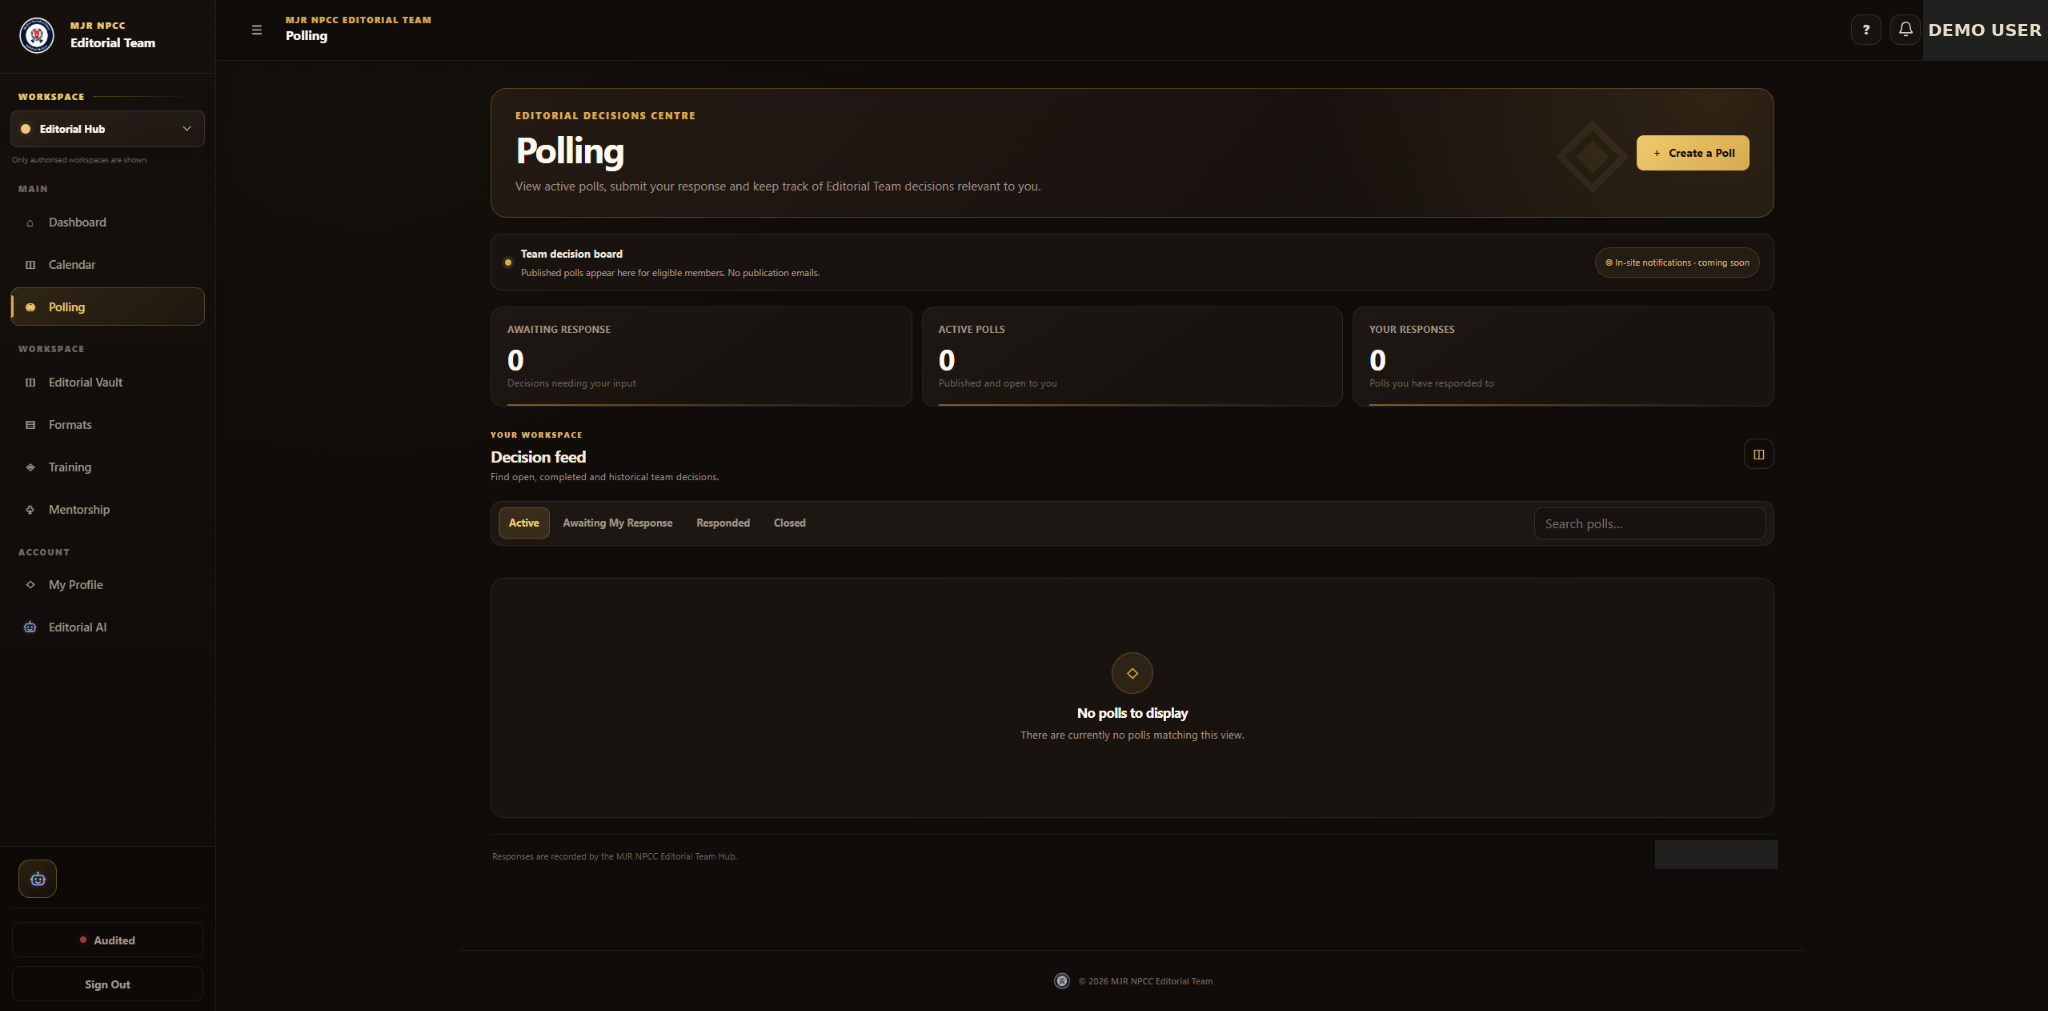 MJR NPCC
Editorial Team
WORKSPACE
Editorial Hub
Only authorised workspaces are shown.
MAIN
Dashboard
Calendar
Polling
WORKSPACE
Editorial Vault
Formats
Training
Mentorship
ACCOUNT
My Profile
Editorial AI
Audited
Sign Out
MJR NPCC EDITORIAL TEAM
Polling
?
DEMO USER
EDITORIAL DECISIONS CENTRE
Polling
View active polls, submit your response and keep track of Editorial Team decisions relevant to you.
+ Create a Poll
Team decision board
Published polls appear here for eligible members. No publication emails.
In-site notifications · coming soon
AWAITING RESPONSE
0
Decisions needing your input
ACTIVE POLLS
0
Published and open to you
YOUR RESPONSES
0
Polls you have responded to
YOUR WORKSPACE
Decision feed
Find open, completed and historical team decisions.
Active
Awaiting My Response
Responded
Closed
Search polls...
No polls to display
There are currently no polls matching this view.
Responses are recorded by the MJR NPCC Editorial Team Hub.
© 2026 MJR NPCC Editorial Team